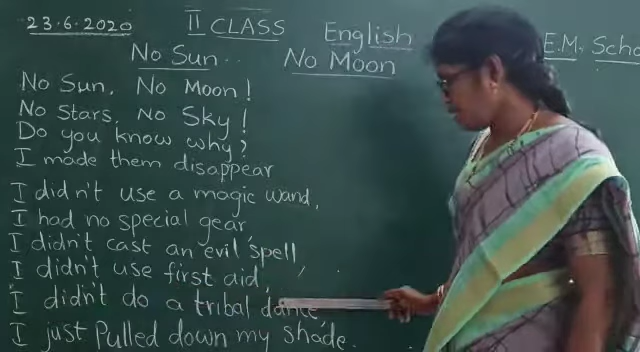 23.6.2020 II CLASS English E.M. Scho
No Sun.. No Moon
No Sun, No Moon!
No Stars, No Sky!
Do you know why?
I made them disappear
I didn't use a magic wand,
I had no special gear
I didn't cast an evil spell
I didn't use first aid,
I didn't do a tribal dance
I just Pulled down my shade.